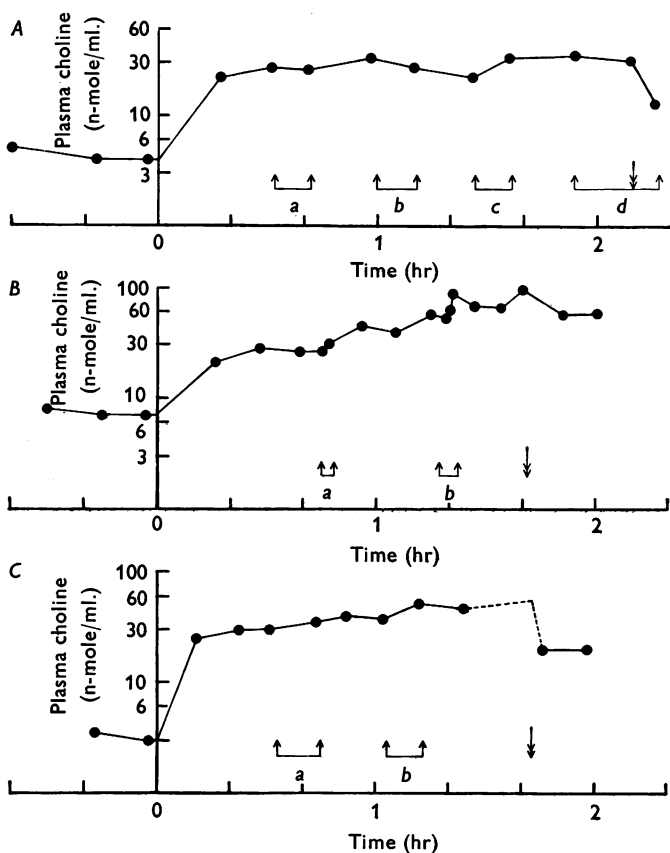 A
Plasma choline
(n-mole/ml.)
60
30
10
6
3
a
b
c
d
0
1
2
Time (hr)
B
Plasma choline
(n-mole/ml.)
100
60
30
10
6
3
a
b
0
1
2
Time (hr)
C
Plasma choline
(n-mole/ml.)
100
60
30
10
6
a
b
0
1
2
Time (hr)